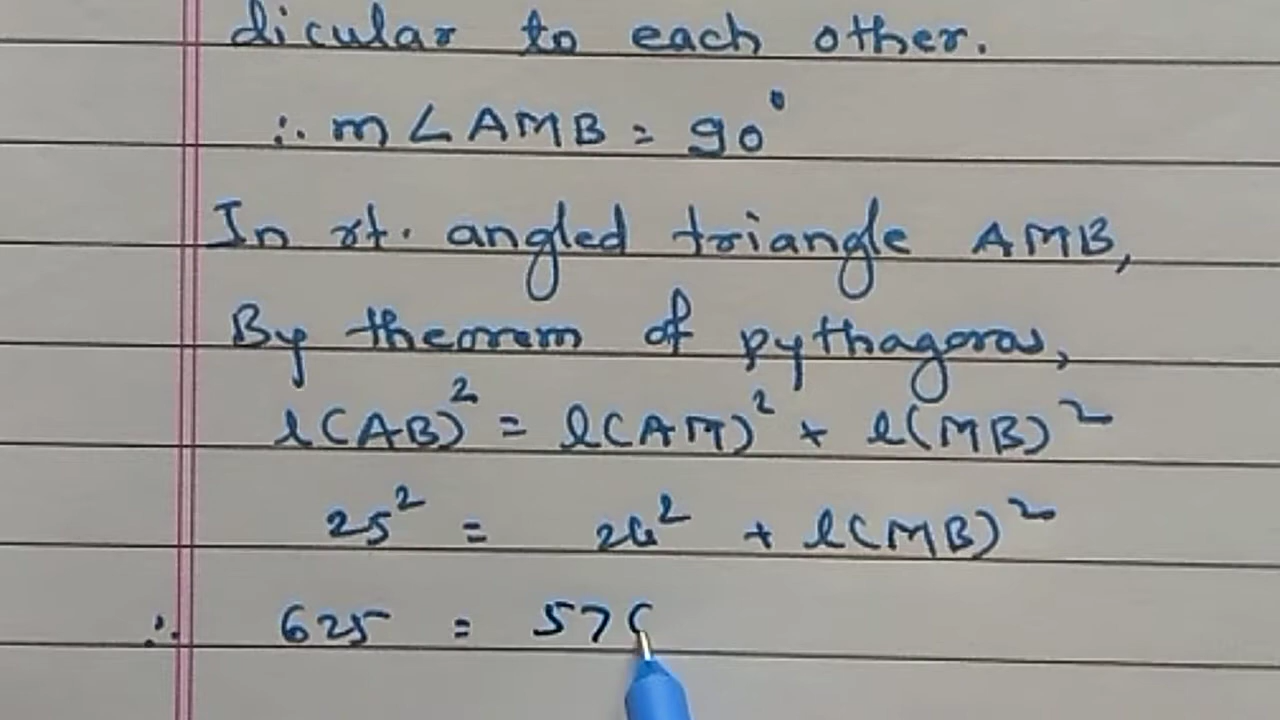 dicular to each other.
∴ m∠AMB = 90°
In rt. angled triangle AMB,
By theorem of pythagoras,
l(AB)² = l(AM)² + l(MB)²
25² = 24² + l(MB)²
∴ 625 = 57